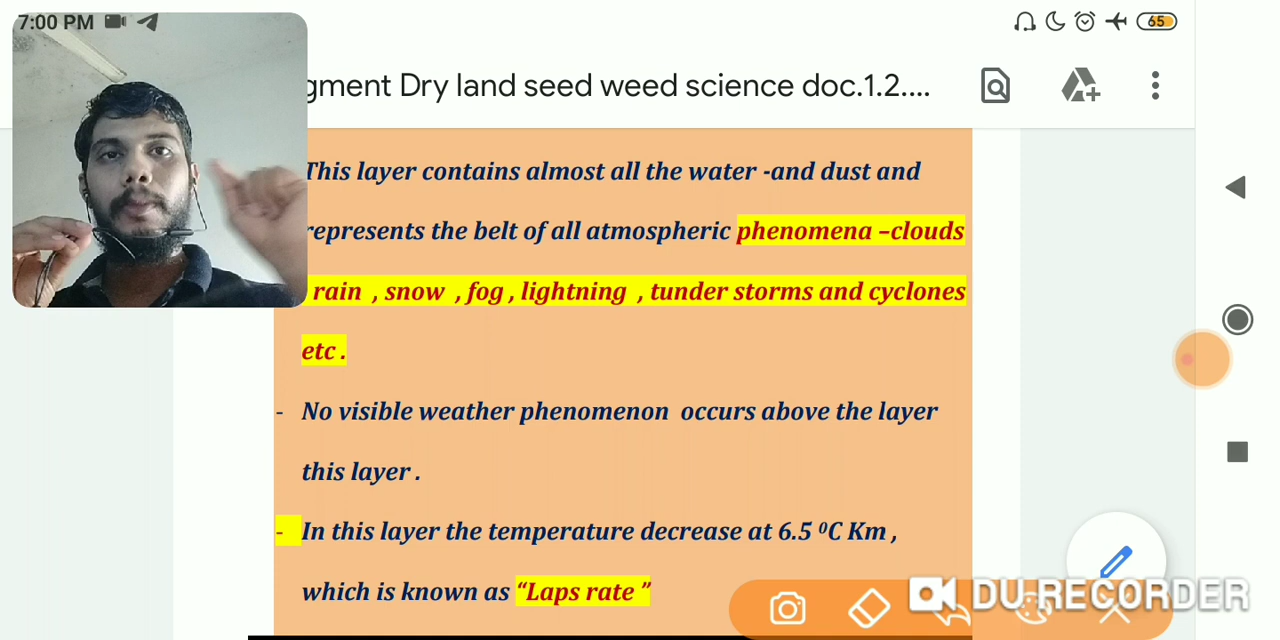 7:00 PM
65
gment Dry land seed weed science doc.1.2....
This layer contains almost all the water -and dust and
represents the belt of all atmospheric phenomena –clouds
rain , snow , fog , lightning , tunder storms and cyclones
etc .
- No visible weather phenomenon occurs above the layer
this layer .
- In this layer the temperature decrease at 6.5 ⁰C Km ,
which is known as “Laps rate ”
DU RECORDER